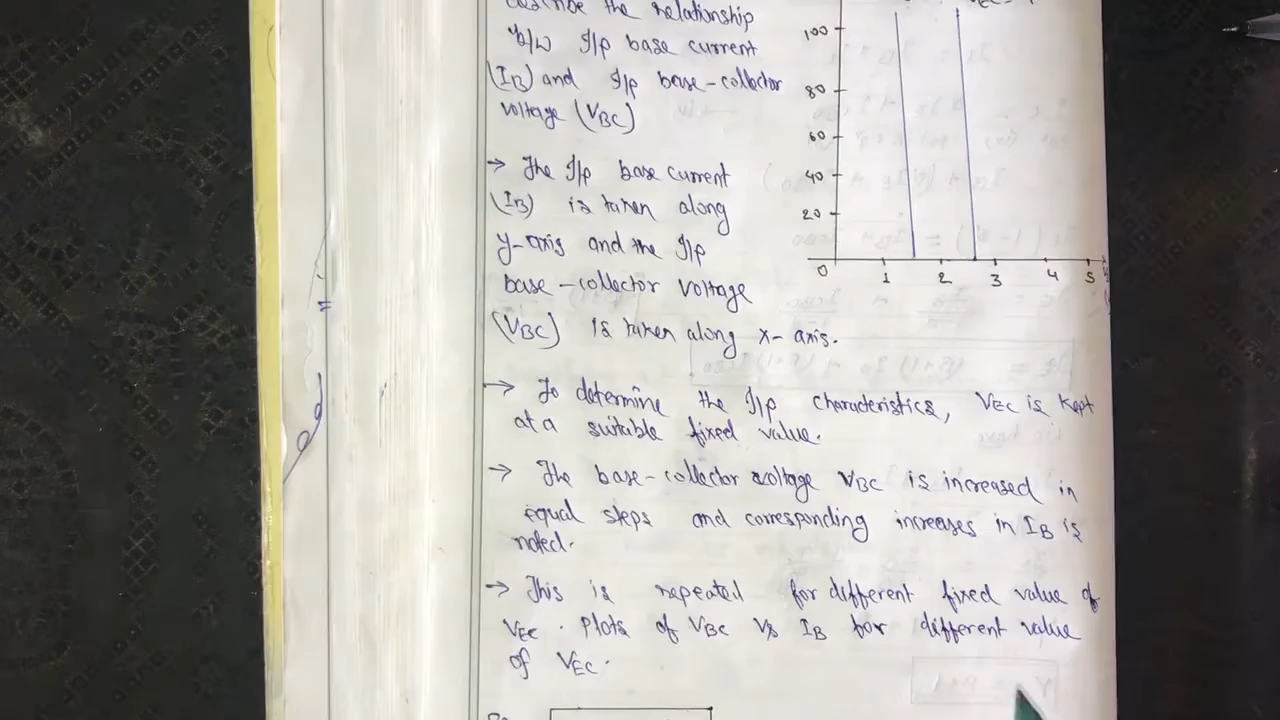 describe the relationship
b/w I/p base current
(IB) and I/p base-collector
voltage (VBC)
→ The I/p base current
(IB) is taken along
y-axis and the I/p
base-collector voltage
(VBC) is taken along x-axis.
→ To determine the I/p characteristics, VEC is kept
at a suitable fixed value.
→ The base-collector voltage VBC is increased in
equal steps and corresponding increases in IB is
noted.
→ This is repeated for different fixed value of
VEC. Plots of VBC Vs IB for different value
of VEC.
100
80
60
40
20
0 1 2 3 4 5